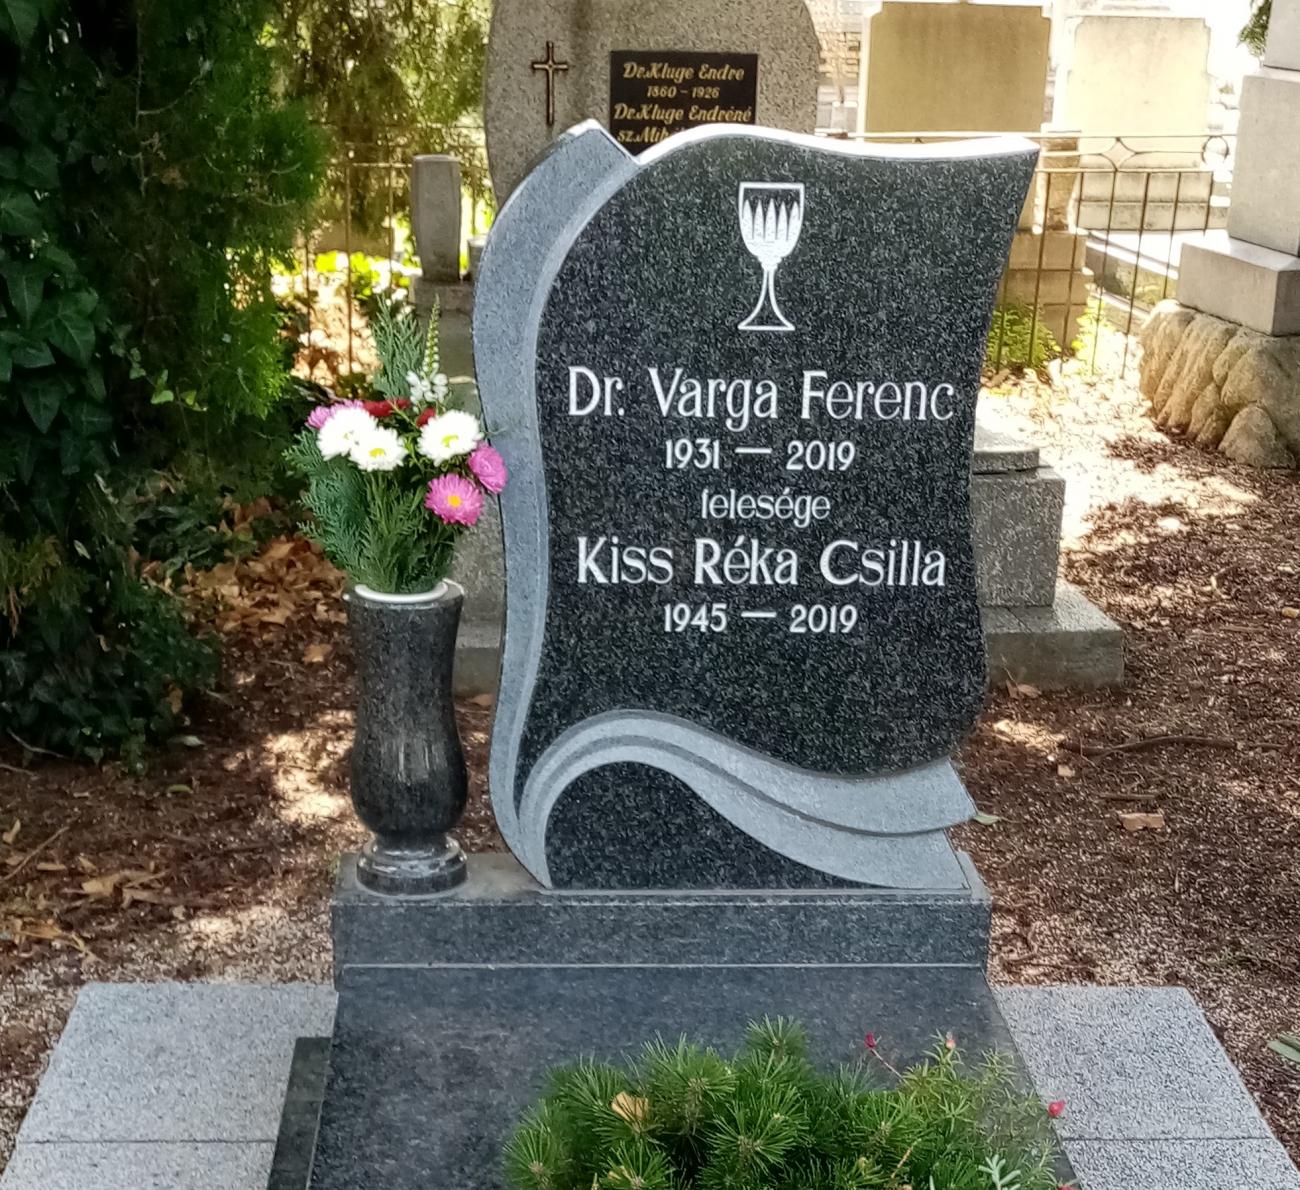 Dr. Kluge Endre
1860 - 1926
Dr. Kluge Endréné
sz.
Dr. Varga Ferenc
1931 — 2019
felesége
Kiss Réka Csilla
1945 — 2019